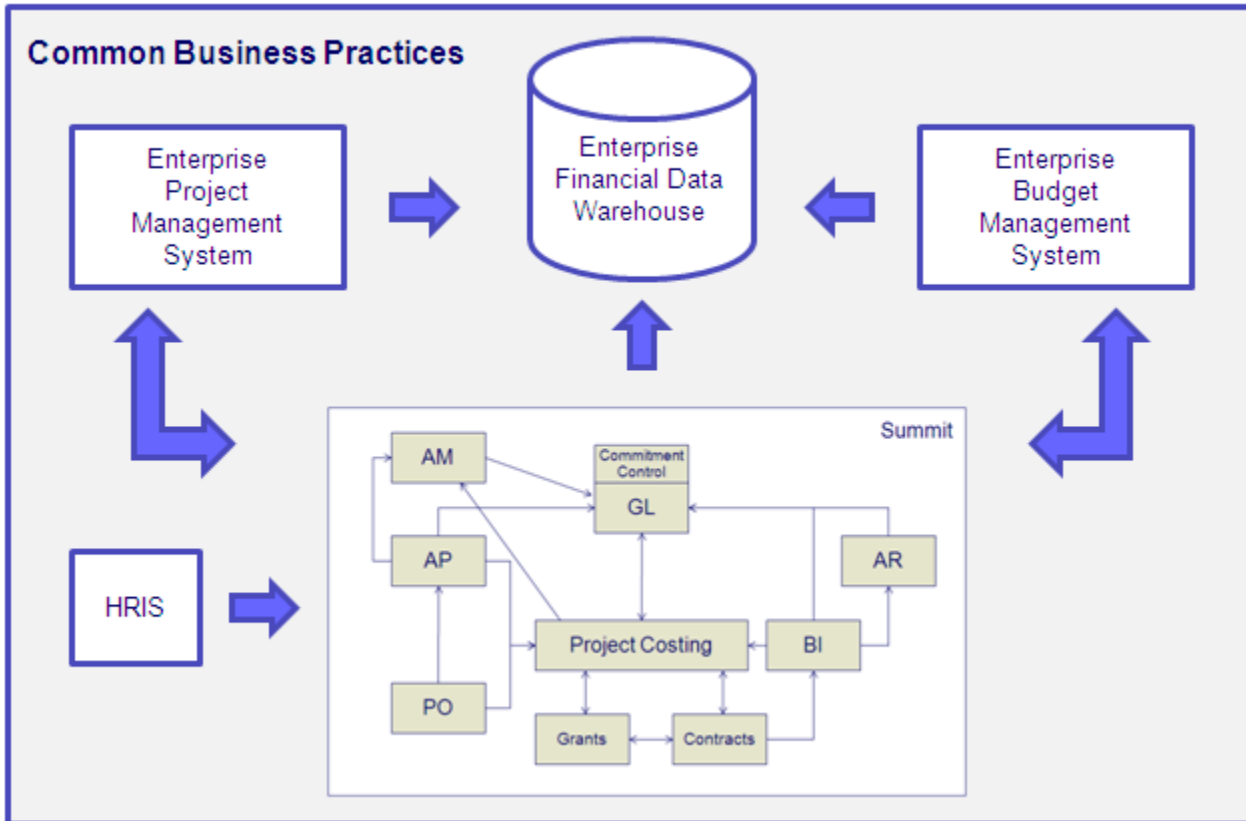 Common Business Practices
Enterprise
Project
Management
System
Enterprise
Financial Data
Warehouse
Enterprise
Budget
Management
System
Summit
AM
Commitment
Control
GL
AP
AR
HRIS
Project Costing
BI
PO
Grants
Contracts